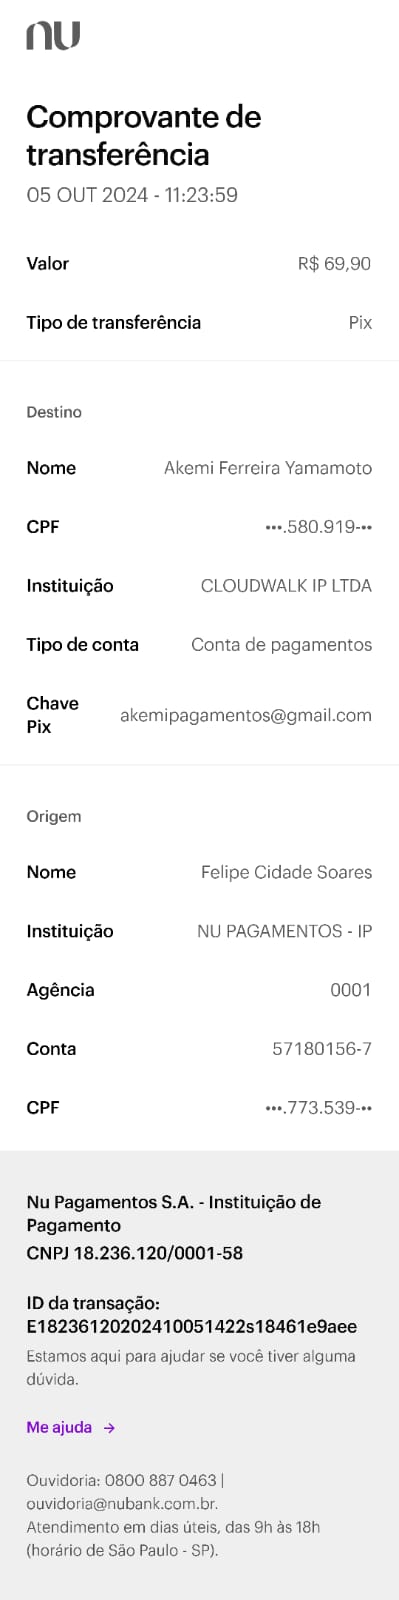 nu
Comprovante de
transferência
05 OUT 2024 - 11:23:59
Valor R$ 69,90
Tipo de transferência Pix
Destino
Nome Akemi Ferreira Yamamoto
CPF •••.580.919-••
Instituição CLOUDWALK IP LTDA
Tipo de conta Conta de pagamentos
Chave
Pix akemipagamentos@gmail.com
Origem
Nome Felipe Cidade Soares
Instituição NU PAGAMENTOS - IP
Agência 0001
Conta 57180156-7
CPF •••.773.539-••
Nu Pagamentos S.A. - Instituição de
Pagamento
CNPJ 18.236.120/0001-58
ID da transação:
E18236120202410051422s18461e9aee
Estamos aqui para ajudar se você tiver alguma
dúvida.
Me ajuda →
Ouvidoria: 0800 887 0463 |
ouvidoria@nubank.com.br.
Atendimento em dias úteis, das 9h às 18h
(horário de São Paulo - SP).